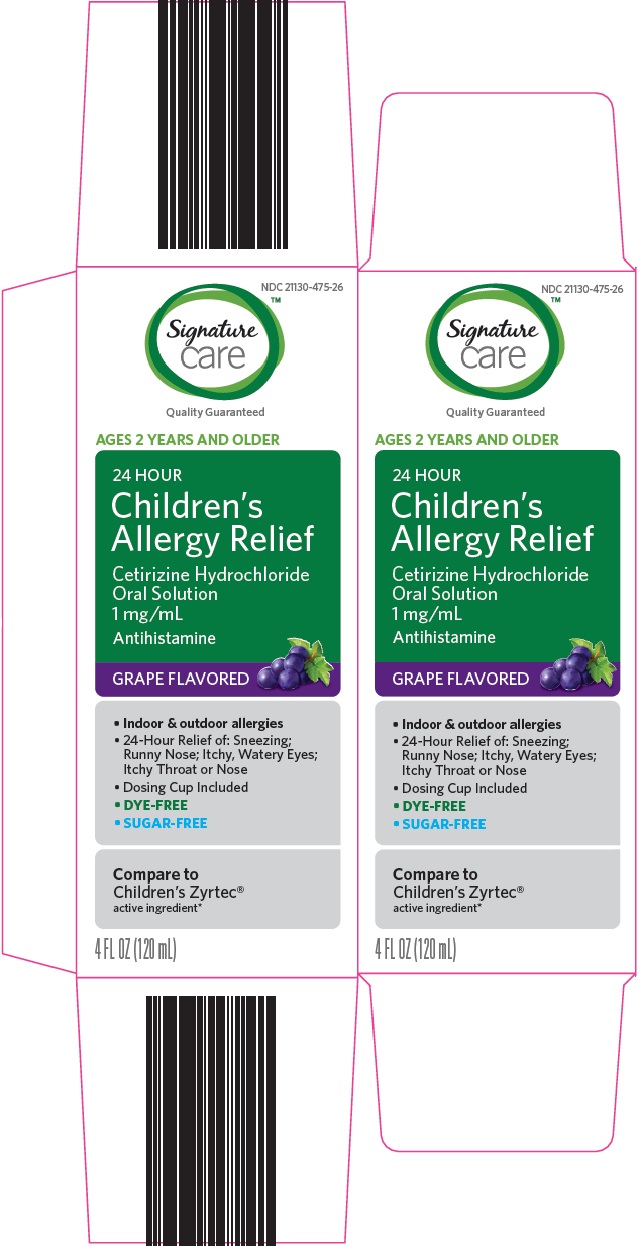 NDC 21130-475-26
Signature
care™
Quality Guaranteed
AGES 2 YEARS AND OLDER
24 HOUR
Children's
Allergy Relief
Cetirizine Hydrochloride
Oral Solution
1 mg/mL
Antihistamine
GRAPE FLAVORED
• Indoor & outdoor allergies
• 24-Hour Relief of: Sneezing;
Runny Nose; Itchy, Watery Eyes;
Itchy Throat or Nose
• Dosing Cup Included
• DYE-FREE
• SUGAR-FREE
Compare to
Children's Zyrtec®
active ingredient*
4 FL OZ (120 mL)
NDC 21130-475-26
Signature
care™
Quality Guaranteed
AGES 2 YEARS AND OLDER
24 HOUR
Children's
Allergy Relief
Cetirizine Hydrochloride
Oral Solution
1 mg/mL
Antihistamine
GRAPE FLAVORED
• Indoor & outdoor allergies
• 24-Hour Relief of: Sneezing;
Runny Nose; Itchy, Watery Eyes;
Itchy Throat or Nose
• Dosing Cup Included
• DYE-FREE
• SUGAR-FREE
Compare to
Children's Zyrtec®
active ingredient*
4 FL OZ (120 mL)